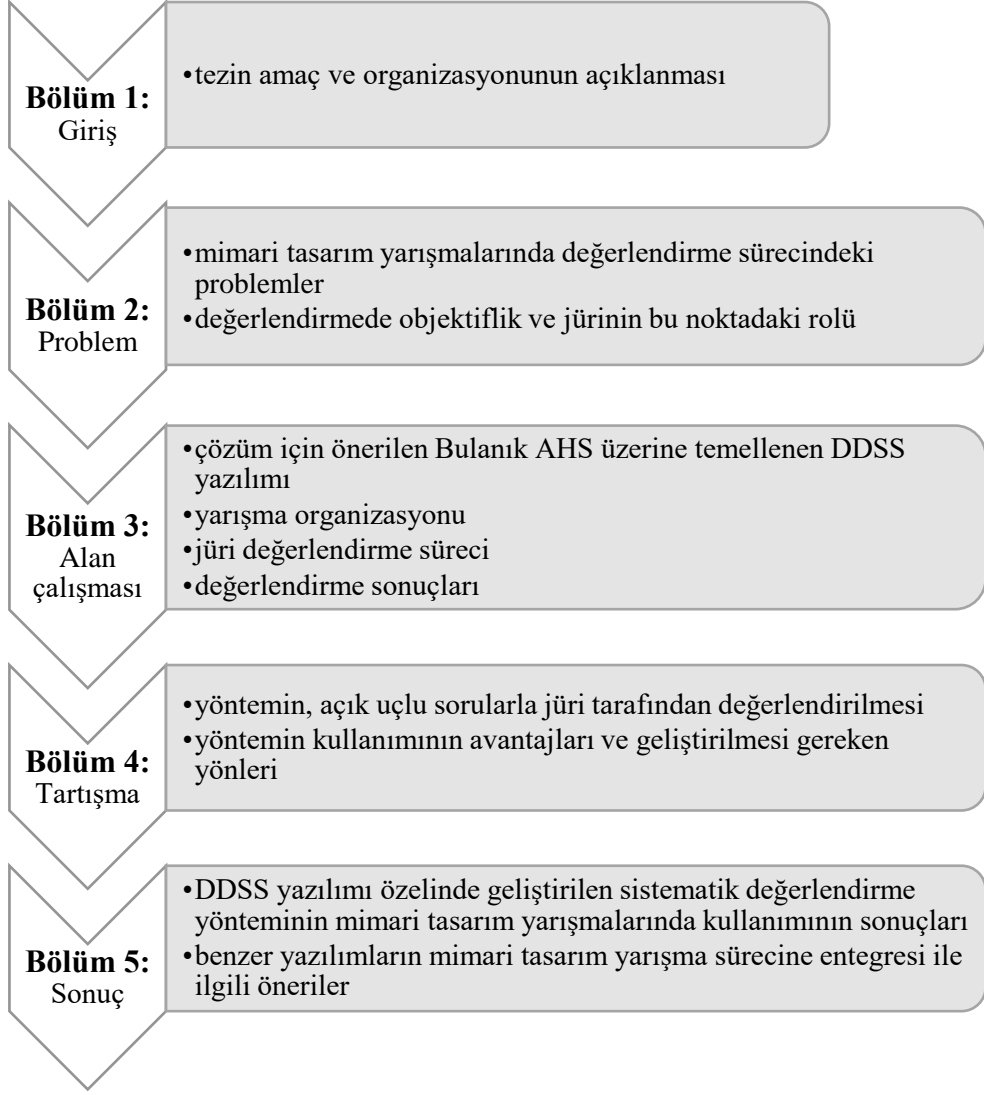 Bölüm 1:
Giriş
•tezin amaç ve organizasyonunun açıklanması
Bölüm 2:
Problem
•mimari tasarım yarışmalarında değerlendirme sürecindeki
problemler
•değerlendirmede objektiflik ve jürinin bu noktadaki rolü
Bölüm 3:
Alan
çalışması
•çözüm için önerilen Bulanık AHS üzerine temellenen DDSS
yazılımı
•yarışma organizasyonu
•jüri değerlendirme süreci
•değerlendirme sonuçları
Bölüm 4:
Tartışma
•yöntemin, açık uçlu sorularla jüri tarafından değerlendirilmesi
•yöntemin kullanımının avantajları ve geliştirilmesi gereken
yönleri
Bölüm 5:
Sonuç
•DDSS yazılımı özelinde geliştirilen sistematik değerlendirme
yönteminin mimari tasarım yarışmalarında kullanımının sonuçları
•benzer yazılımların mimari tasarım yarışma sürecine entegresi ile
ilgili öneriler